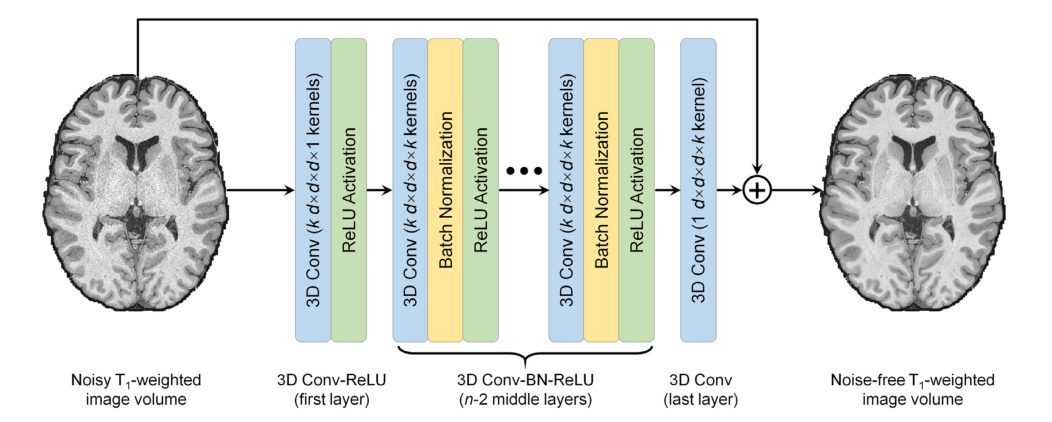 3D Conv (k d×d×d×1 kernels)
ReLU Activation
3D Conv (k d×d×d×k kernels)
Batch Normalization
ReLU Activation
•••
3D Conv (k d×d×d×k kernels)
Batch Normalization
ReLU Activation
3D Conv (1 d×d×d×k kernel)
+
Noisy T₁-weighted
image volume
3D Conv-ReLU
(first layer)
3D Conv-BN-ReLU
(n-2 middle layers)
3D Conv
(last layer)
Noise-free T₁-weighted
image volume